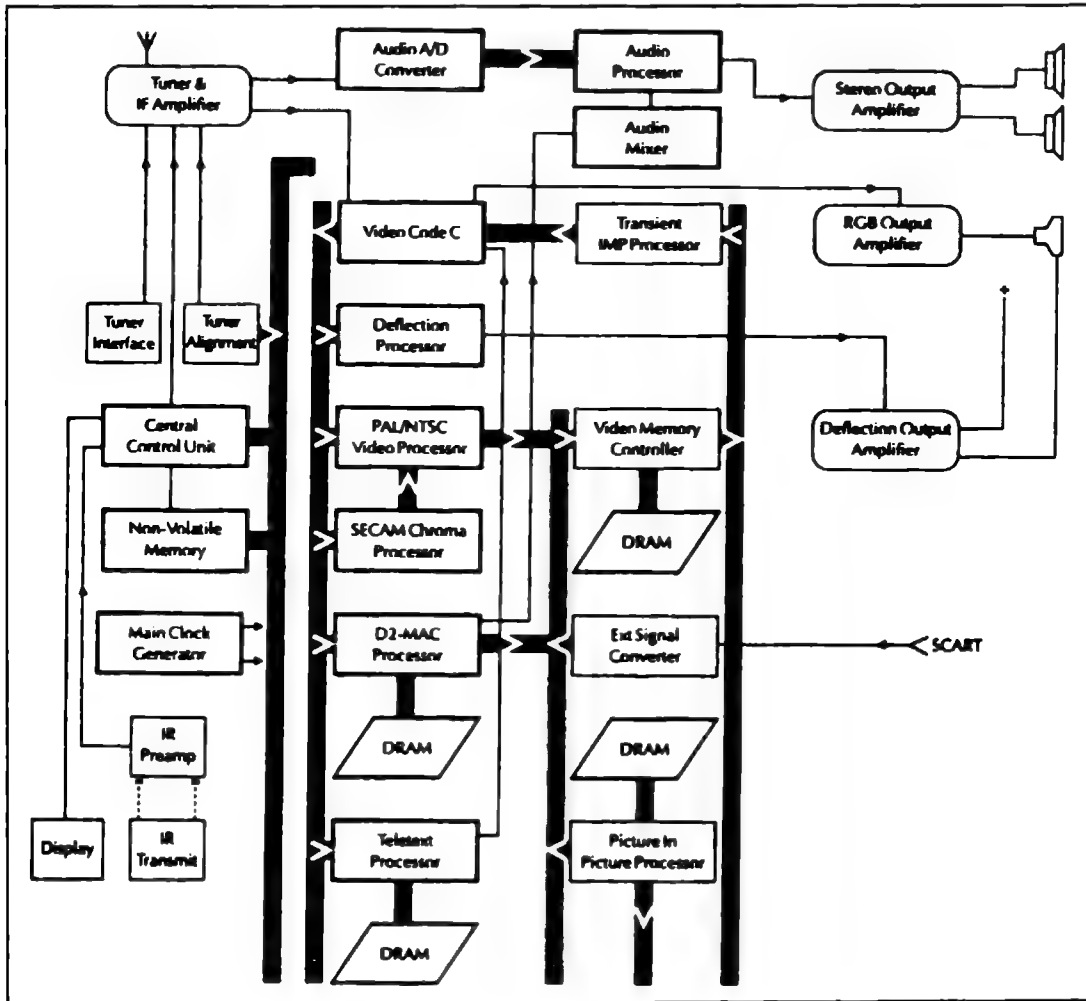 Audio A/D
Converter
Audio
Processor
Tuner &
IF Amplifier
Stereo Output
Amplifier
Audio
Mixer
Video Code C
Transient
IMP Processor
RGB Output
Amplifier
Tuner
Interface
Tuner
Alignment
Deflection
Processor
+
Central
Control Unit
PAL/NTSC
Video Processor
Video Memory
Controller
Deflection Output
Amplifier
Non-Volatile
Memory
SECAM Chroma
Processor
DRAM
Main Clock
Generator
D2-MAC
Processor
Ext Signal
Converter
SCART
IR
Preamp
DRAM
DRAM
Display
IR
Transmit
Teletext
Processor
Picture In
Picture Processor
DRAM